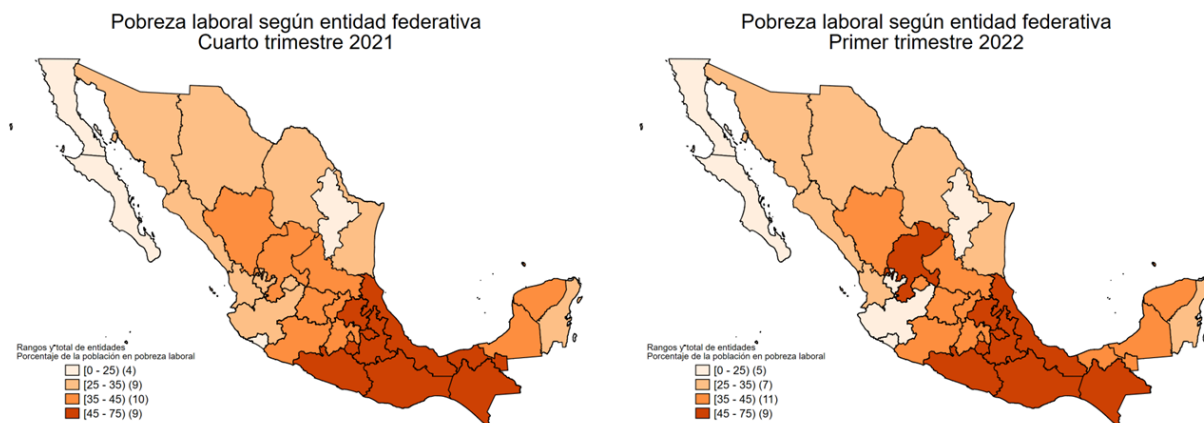 Pobreza laboral según entidad federativa
Cuarto trimestre 2021
Rangos y*total de entidades
Porcentaje de la población en pobreza laboral
[0 - 25) (4)
[25 - 35) (9)
[35 - 45) (10)
[45 - 75) (9)
Pobreza laboral según entidad federativa
Primer trimestre 2022
Rangos y*total de entidades
Porcentaje de la población en pobreza laboral
[0 - 25) (5)
[25 - 35) (7)
[35 - 45) (11)
[45 - 75) (9)